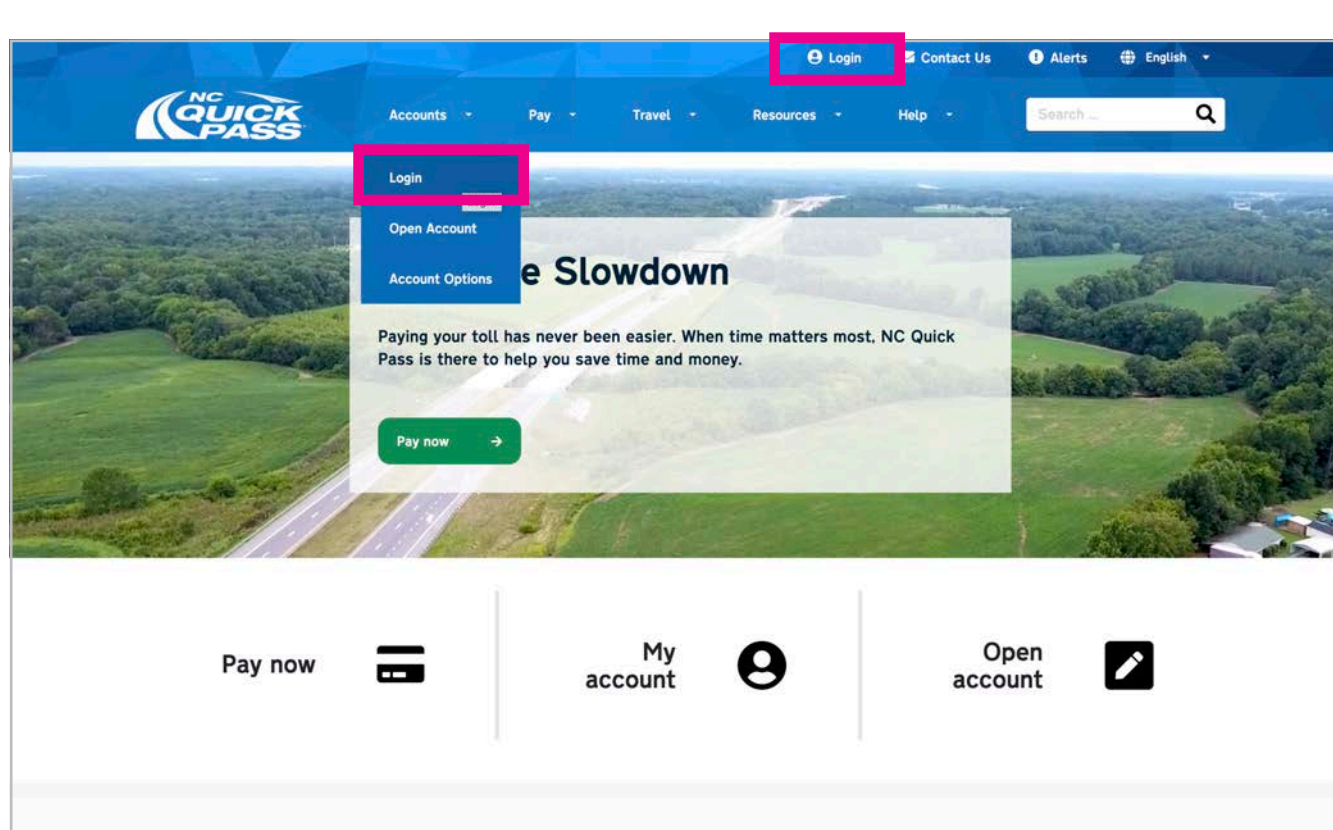 Login Contact Us Alerts English
NC
QUICK
PASS
Accounts Pay Travel Resources Help Search ...
Login
Open Account
Account Options
e Slowdown
Paying your toll has never been easier. When time matters most, NC Quick
Pass is there to help you save time and money.
Pay now
Pay now
My
account
Open
account